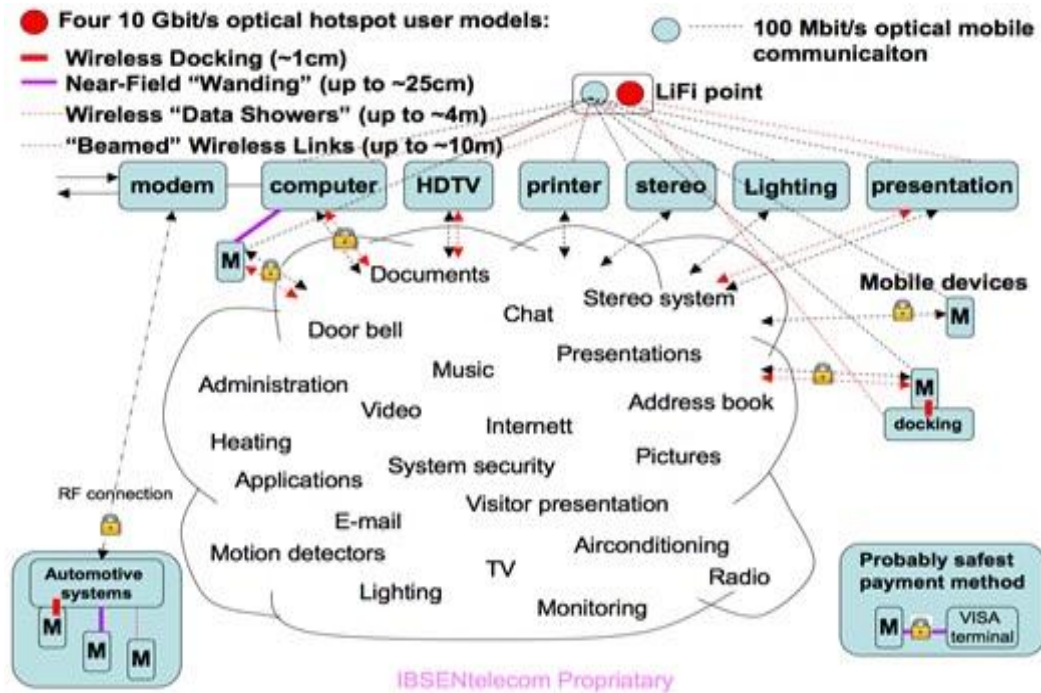 Four 10 Gbit/s optical hotspot user models:
Wireless Docking (~1cm)
Near-Field “Wanding” (up to ~25cm)
Wireless “Data Showers” (up to ~4m)
“Beamed” Wireless Links (up to ~10m)
100 Mbit/s optical mobile
communicaiton
LiFi point
modem
computer
HDTV
printer
stereo
Lighting
presentation
M
Documents
Stereo system
Mobile devices
Chat
M
Door bell
Presentations
Music
M
Administration
Address book
Video
docking
Internett
Heating
Pictures
System security
Applications
RF connection
Visitor presentation
E-mail
Airconditioning
Motion detectors
TV
Radio
Lighting
Monitoring
Automotive
systems
M
M
M
Probably safest
payment method
M
VISA
terminal
IBSENtelecom Propriatary